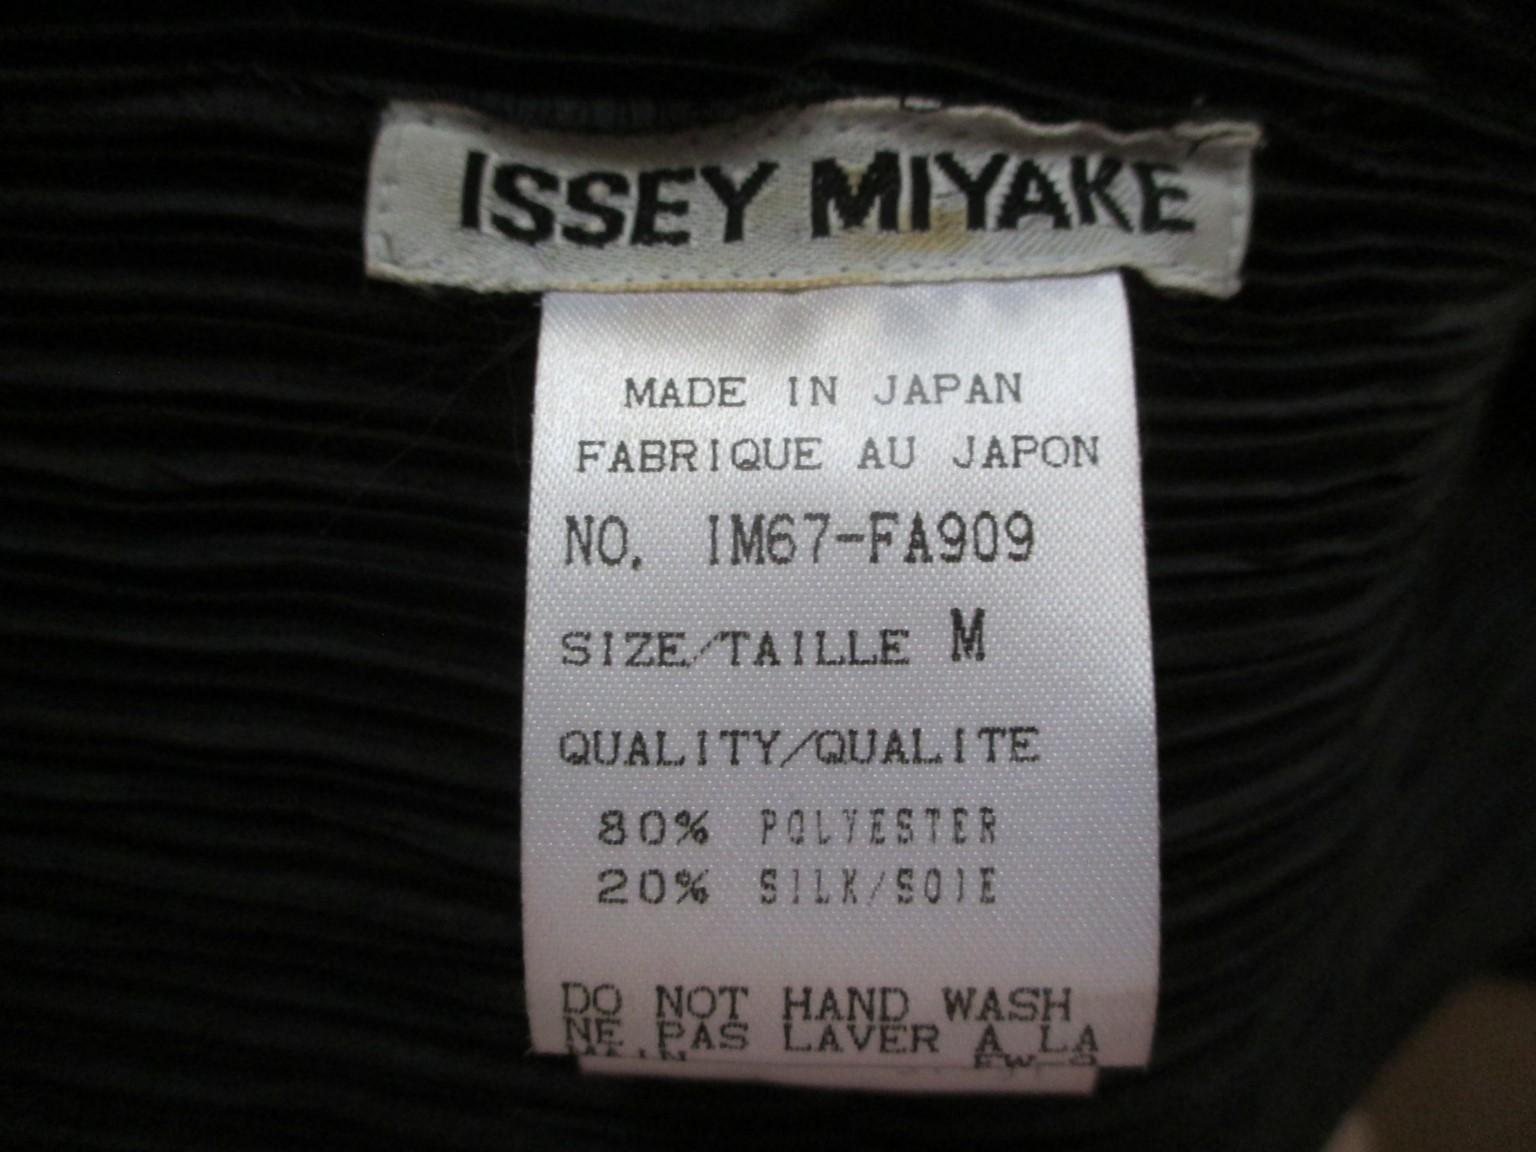 ISSEY MIYAKE
MADE IN JAPAN
FABRIQUE AU JAPON
NO. IM67-FA909
SIZE/TAILLE M
QUALITY/QUALITE
80% POLYESTER
20% SILK/SOIE
DO NOT HAND WASH
NE PAS LAVER A LA
MAIN